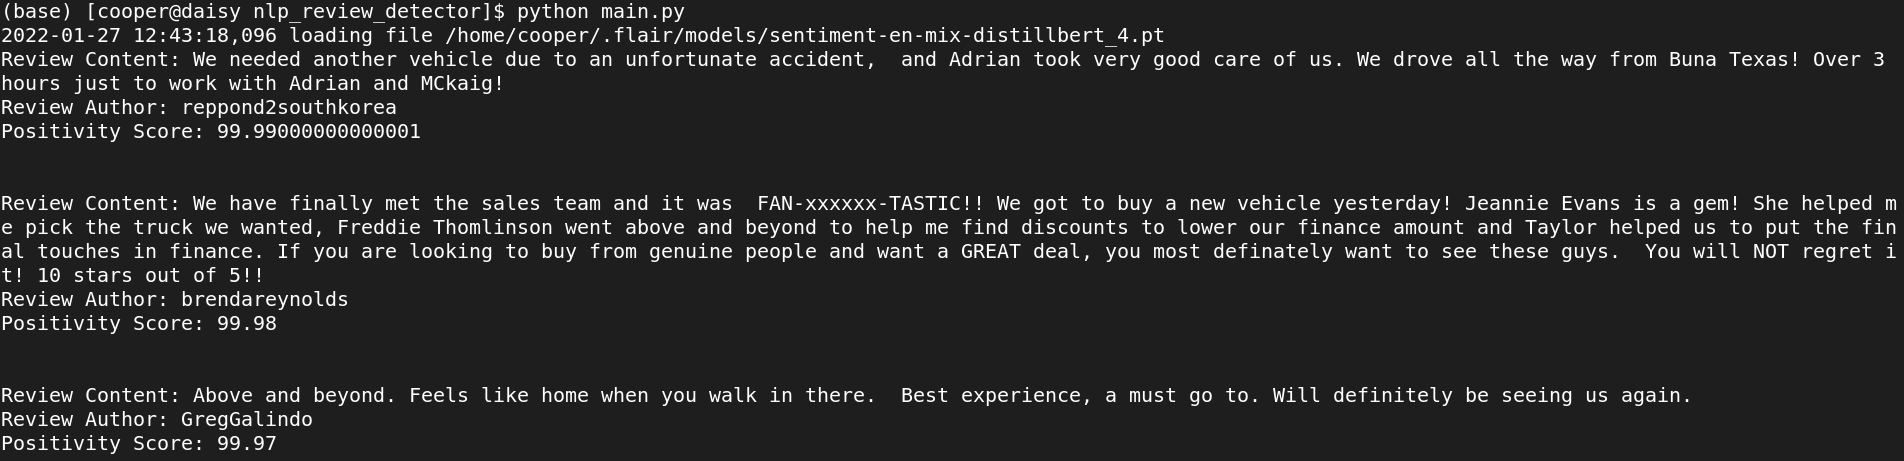 (base) [cooper@daisy nlp_review_detector]$ python main.py
2022-01-27 12:43:18,096 loading file /home/cooper/.flair/models/sentiment-en-mix-distillbert_4.pt
Review Content: We needed another vehicle due to an unfortunate accident,  and Adrian took very good care of us. We drove all the way from Buna Texas! Over 3
hours just to work with Adrian and MCkaig!
Review Author: reppond2southkorea
Positivity Score: 99.99000000000001
Review Content: We have finally met the sales team and it was  FAN-xxxxxx-TASTIC!! We got to buy a new vehicle yesterday! Jeannie Evans is a gem! She helped m
e pick the truck we wanted, Freddie Thomlinson went above and beyond to help me find discounts to lower our finance amount and Taylor helped us to put the fin
al touches in finance. If you are looking to buy from genuine people and want a GREAT deal, you most definately want to see these guys.  You will NOT regret i
t! 10 stars out of 5!!
Review Author: brendareynolds
Positivity Score: 99.98
Review Content: Above and beyond. Feels like home when you walk in there.  Best experience, a must go to. Will definitely be seeing us again.
Review Author: GregGalindo
Positivity Score: 99.97